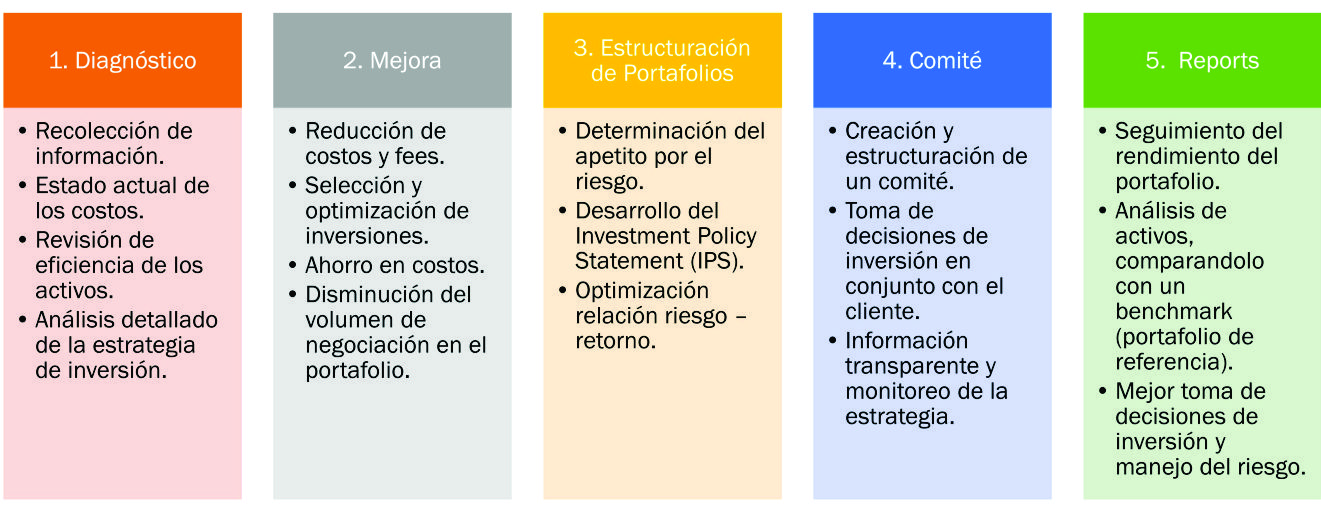 1. Diagnóstico
• Recolección de
información.
• Estado actual de
los costos.
• Revisión de
eficiencia de los
activos.
• Análisis detallado
de la estrategia
de inversión.
2. Mejora
• Reducción de
costos y fees.
• Selección y
optimización de
inversiones.
• Ahorro en costos.
• Disminución del
volumen de
negociación en el
portafolio.
3. Estructuración
de Portafolios
• Determinación del
apetito por el
riesgo.
• Desarrollo del
Investment Policy
Statement (IPS).
• Optimización
relación riesgo –
retorno.
4. Comité
• Creación y
estructuración de
un comité.
• Toma de
decisiones de
inversión en
conjunto con el
cliente.
• Información
transparente y
monitoreo de la
estrategia.
5. Reports
• Seguimiento del
rendimiento del
portafolio.
• Análisis de
activos,
comparandolo
con un
benchmark
(portafolio de
referencia).
• Mejor toma de
decisiones de
inversión y
manejo del riesgo.